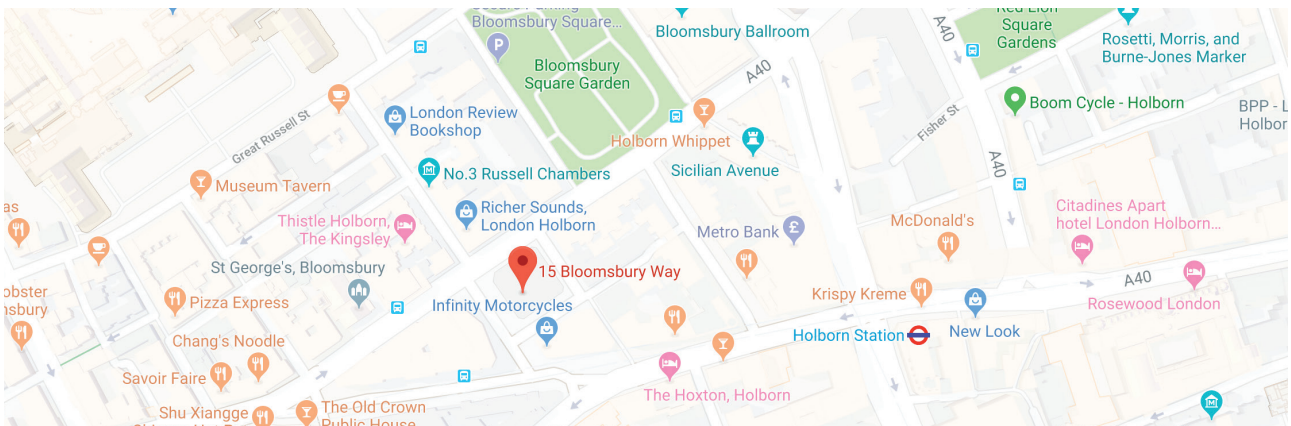 Bloomsbury Square...
Bloomsbury Ballroom
Red Lion
Square
Gardens
A40
Rosetti, Morris, and
Burne-Jones Marker
Bloomsbury
Square Garden
A40
Boom Cycle - Holborn
BPP - L
Holbor
London Review
Bookshop
Great Russell St
Fisher St
Holborn Whippet
Sicilian Avenue
A40
No.3 Russell Chambers
Museum Tavern
as
Thistle Holborn,
The Kingsley
Richer Sounds,
London Holborn
Metro Bank
McDonald's
Citadines Apart
hotel London Holborn...
St George's, Bloomsbury
15 Bloomsbury Way
A40
obster
nsbury
Pizza Express
Infinity Motorcycles
Krispy Kreme
Rosewood London
Chang's Noodle
Holborn Station
New Look
Savoir Faire
The Hoxton, Holborn
Shu Xiangge
The Old Crown
Public House